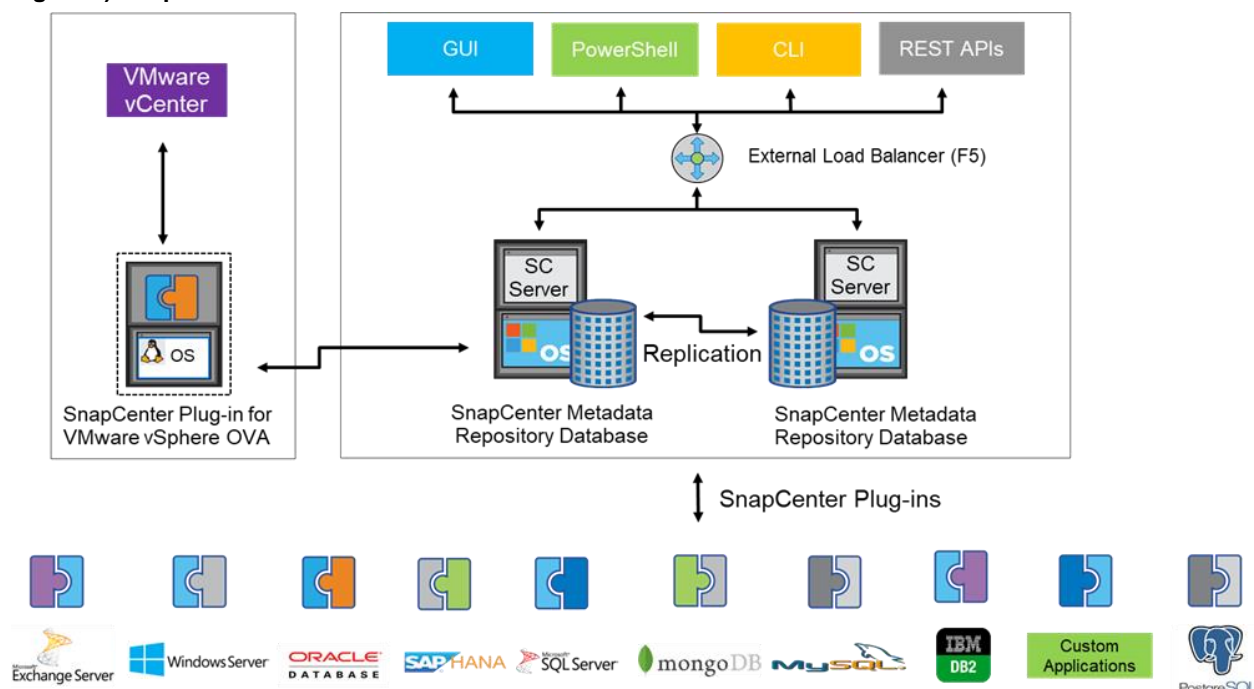 GUI
PowerShell
CLI
REST APIs
VMware
vCenter
External Load Balancer (F5)
SC
Server
SC
Server
OS
OS
OS
Replication
SnapCenter Plug-in for
VMware vSphere OVA
SnapCenter Metadata
Repository Database
SnapCenter Metadata
Repository Database
SnapCenter Plug-ins
Microsoft
Exchange Server
Windows Server
ORACLE
DATABASE
SAP HANA
Microsoft
SQL Server
mongoDB
MySQL
IBM
DB2
Custom
Applications